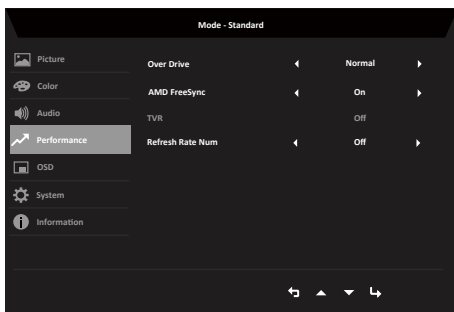 Mode - Standard
Picture
Color
Audio
Performance
OSD
System
Information
Over Drive Normal
AMD FreeSync On
TVR Off
Refresh Rate Num Off